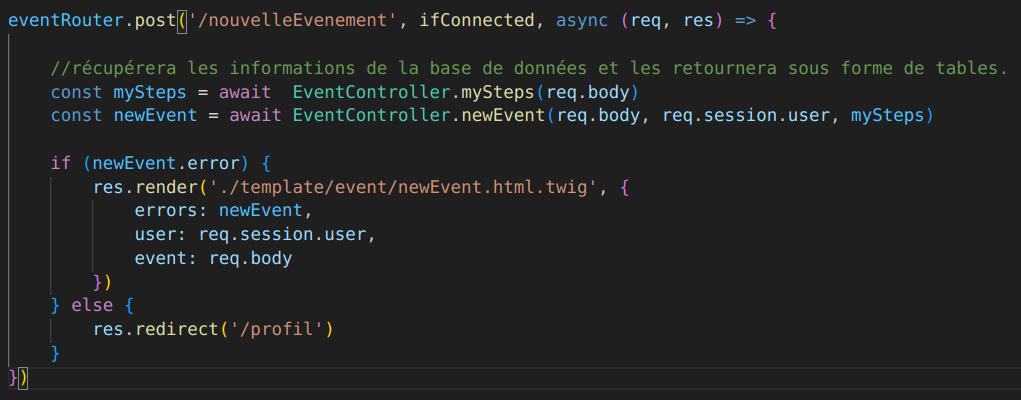 eventRouter.post('/nouvelleEvenement', ifConnected, async (req, res) => {
//récupérera les informations de la base de données et les retournera sous forme de tables.
const mySteps = await  EventController.mySteps(req.body)
const newEvent = await EventController.newEvent(req.body, req.session.user, mySteps)
if (newEvent.error) {
res.render('./template/event/newEvent.html.twig', {
errors: newEvent,
user: req.session.user,
event: req.body
})
} else {
res.redirect('/profil')
}
})